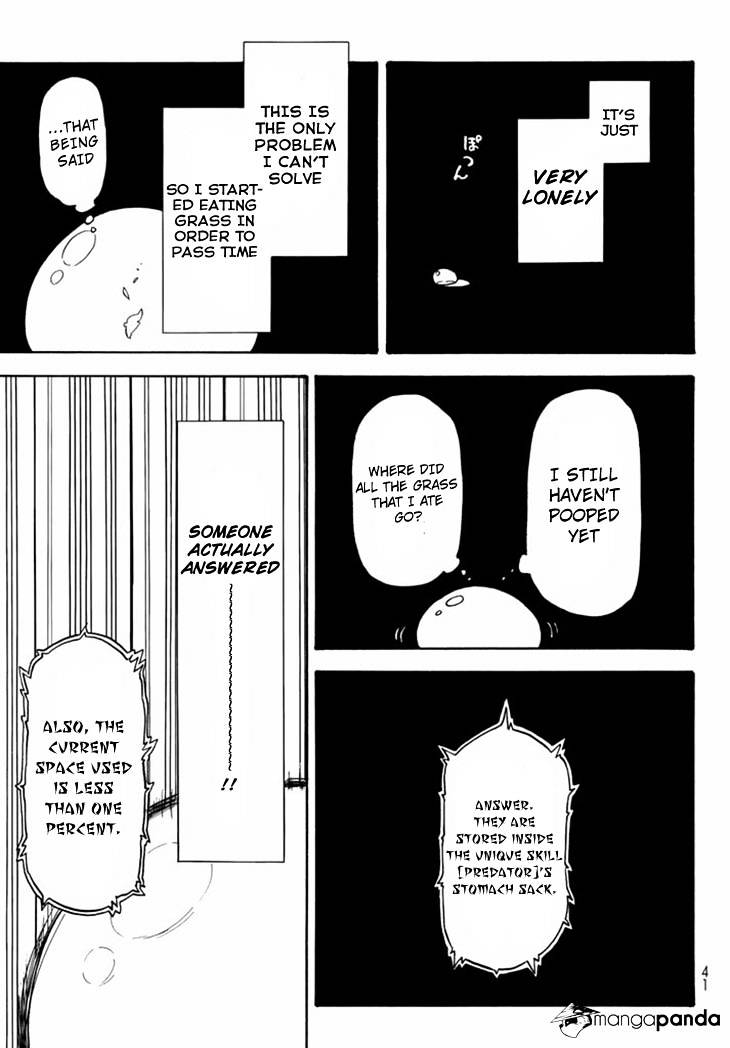 IT'S
JUST
VERY
LONELY
ぽ
つ
ん
THIS IS
THE ONLY
PROBLEM
I CAN'T
SOLVE
SO I START-
ED EATING
GRASS IN
ORDER TO
PASS TIME
...THAT
BEING
SAID
I STILL
HAVEN'T
POOPED
YET
WHERE DID
ALL THE GRASS
THAT I ATE
GO?
ANSWER.
THEY ARE
STORED INSIDE
THE UNIQUE SKILL
[PREDATOR]'S
STOMACH SACK.
SOMEONE
ACTUALLY
ANSWERED
!!
ALSO, THE
CURRENT
SPACE USED
IS LESS
THAN ONE
PERCENT.
41
mangapanda